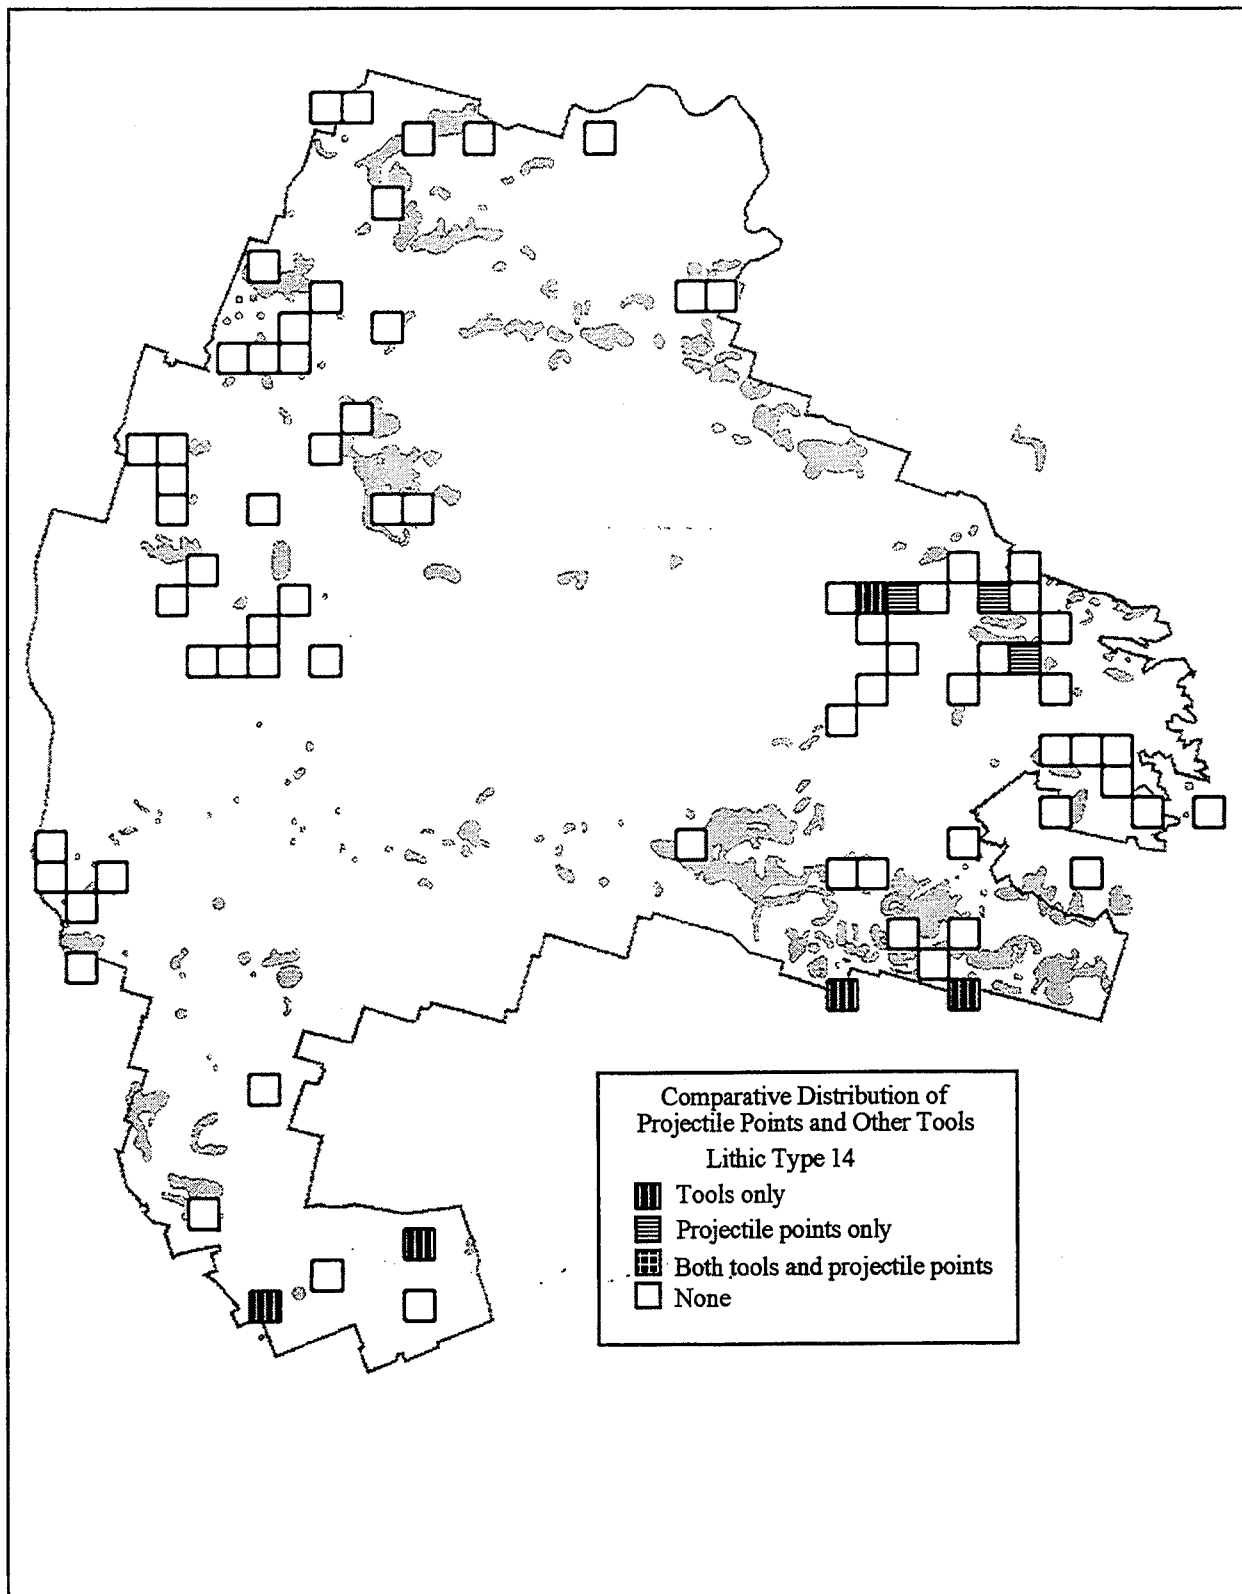 Comparative Distribution of
Projectile Points and Other Tools
Lithic Type 14
Tools only
Projectile points only
Both tools and projectile points
None